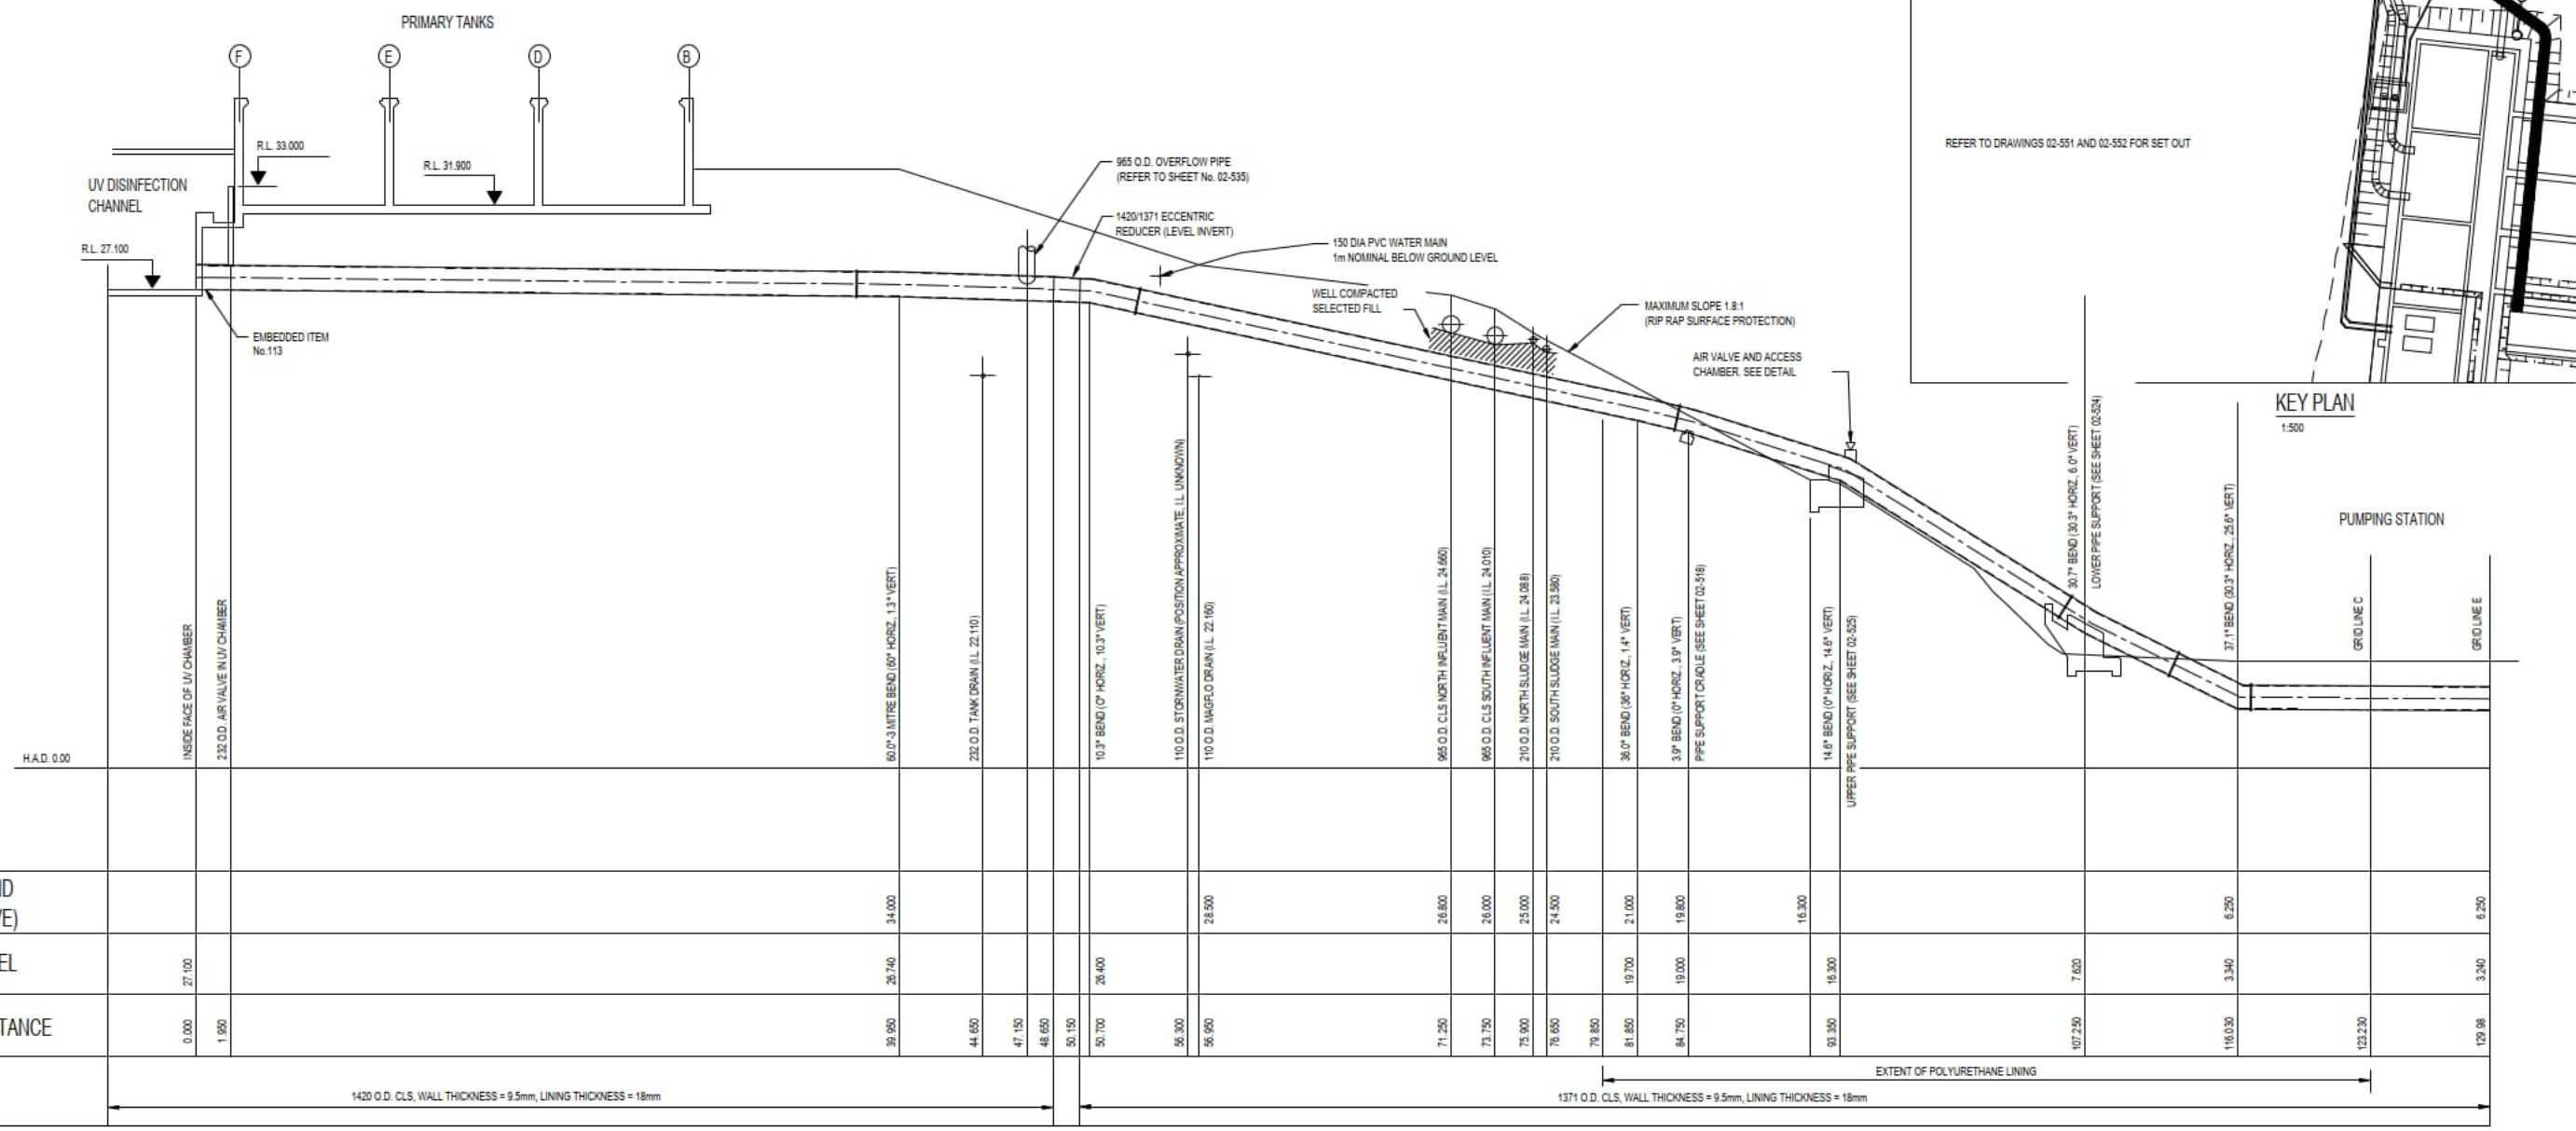 PRIMARY TANKS
F
E
D
B
R.L. 33.000
R.L. 31.900
UV DISINFECTION
CHANNEL
R.L. 27.100
EMBEDDED ITEM
No.113
965 O.D. OVERFLOW PIPE
(REFER TO SHEET No. 02-535)
1420/1371 ECCENTRIC
REDUCER (LEVEL INVERT)
150 DIA PVC WATER MAIN
1m NOMINAL BELOW GROUND LEVEL
WELL COMPACTED
SELECTED FILL
MAXIMUM SLOPE 1.8:1
(RIP RAP SURFACE PROTECTION)
AIR VALVE AND ACCESS
CHAMBER. SEE DETAIL
REFER TO DRAWINGS 02-551 AND 02-552 FOR SET OUT
KEY PLAN
1:500
PUMPING STATION
INSIDE FACE OF UV CHAMBER
232 O.D. AIR VALVE IN UV CHAMBER
60.0°-3 MITRE BEND (60° HORIZ., 1.3° VERT)
232 O.D. TANK DRAIN (I.L. 22.110)
10.3° BEND (0° HORIZ., 10.3° VERT)
110 O.D. STORMWATER DRAIN (POSITION APPROXIMATE, I.L. UNKNOWN)
110 O.D. MAGFLO DRAIN (I.L. 22.160)
965 O.D. CLS NORTH INFLUENT MAIN (I.L. 24.660)
965 O.D. CLS SOUTH INFLUENT MAIN (I.L. 24.010)
210 O.D. NORTH SLUDGE MAIN (I.L. 24.088)
210 O.D. SOUTH SLUDGE MAIN (I.L. 23.580)
36.0° BEND (36° HORIZ., 1.4° VERT)
3.9° BEND (0° HORIZ., 3.9° VERT)
PIPE SUPPORT CRADLE (SEE SHEET 02-518)
14.6° BEND (0° HORIZ., 14.6° VERT)
UPPER PIPE SUPPORT (SEE SHEET 02-525)
30.7° BEND (30.3° HORIZ., 6.0° VERT)
LOWER PIPE SUPPORT (SEE SHEET 02-524)
37.1° BEND (30.3° HORIZ., 25.6° VERT)
GRID LINE C
GRID LINE E
H.A.D. 0.00
ID
VE)
34.000
28.500
26.800
26.000
25.000
24.500
21.000
19.800
16.300
6.250
6.250
EL
27.100
26.740
26.400
19.700
19.000
16.300
7.620
3.340
3.240
TANCE
0.000
1.950
39.950
44.650
47.150
48.650
50.150
50.700
56.300
56.950
71.250
73.750
75.900
76.650
79.850
81.850
84.750
93.350
107.250
116.030
123.230
129.98
EXTENT OF POLYURETHANE LINING
1420 O.D. CLS, WALL THICKNESS = 9.5mm, LINING THICKNESS = 18mm
1371 O.D. CLS, WALL THICKNESS = 9.5mm, LINING THICKNESS = 18mm